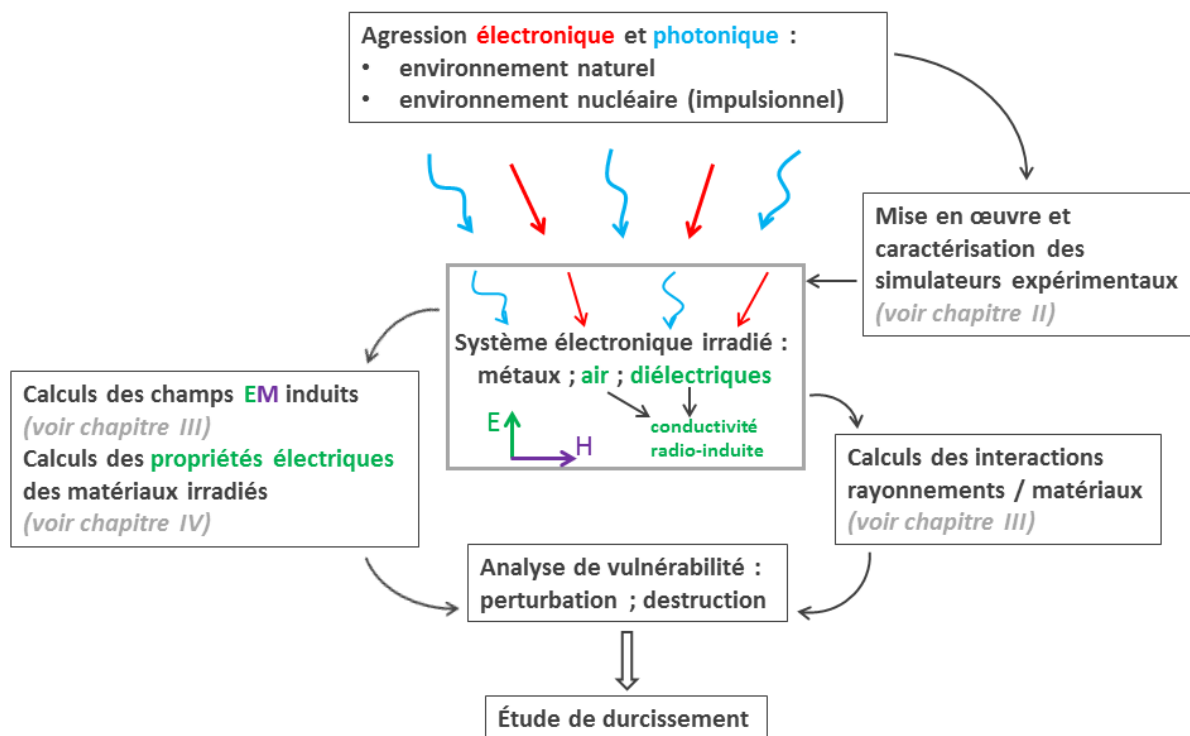 Agression électronique et photonique :
• environnement naturel
• environnement nucléaire (impulsionnel)
Mise en œuvre et
caractérisation des
simulateurs expérimentaux
(voir chapitre II)
Système électronique irradié :
métaux ; air ; diélectriques
conductivité
radio-induite
E
H
Calculs des champs EM induits
(voir chapitre III)
Calculs des propriétés électriques
des matériaux irradiés
(voir chapitre IV)
Calculs des interactions
rayonnements / matériaux
(voir chapitre III)
Analyse de vulnérabilité :
perturbation ; destruction
Étude de durcissement